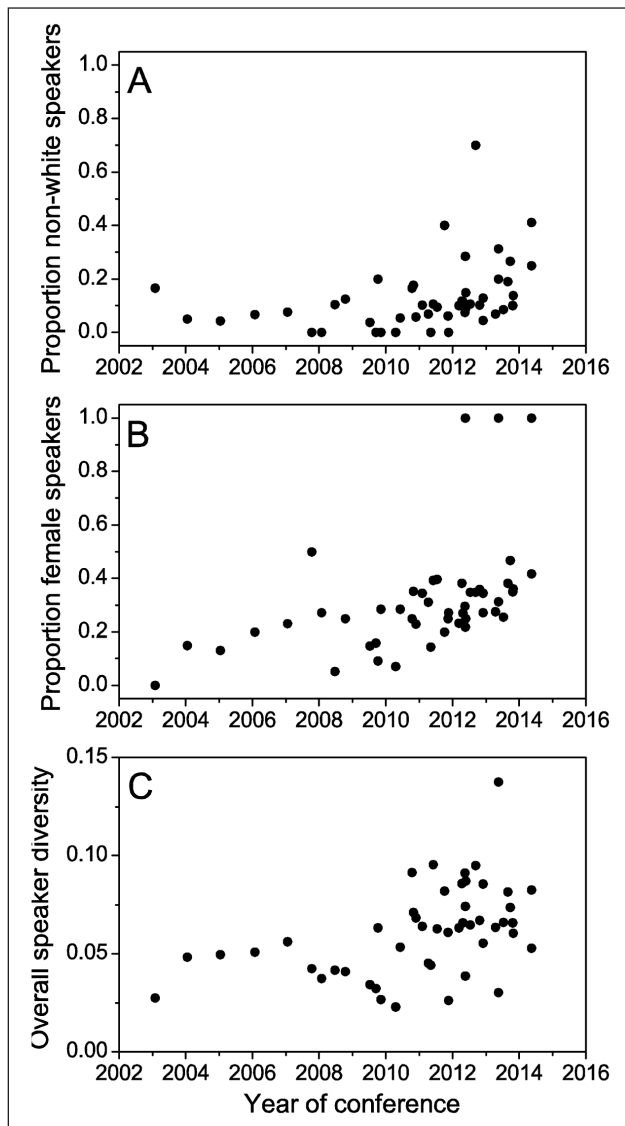 A
Proportion non-white speakers
1.0
0.8
0.6
0.4
0.2
0.0
2002 2004 2006 2008 2010 2012 2014 2016
B
Proportion female speakers
1.0
0.8
0.6
0.4
0.2
0.0
2002 2004 2006 2008 2010 2012 2014 2016
C
Overall speaker diversity
0.15
0.10
0.05
0.00
2002 2004 2006 2008 2010 2012 2014 2016
Year of conference